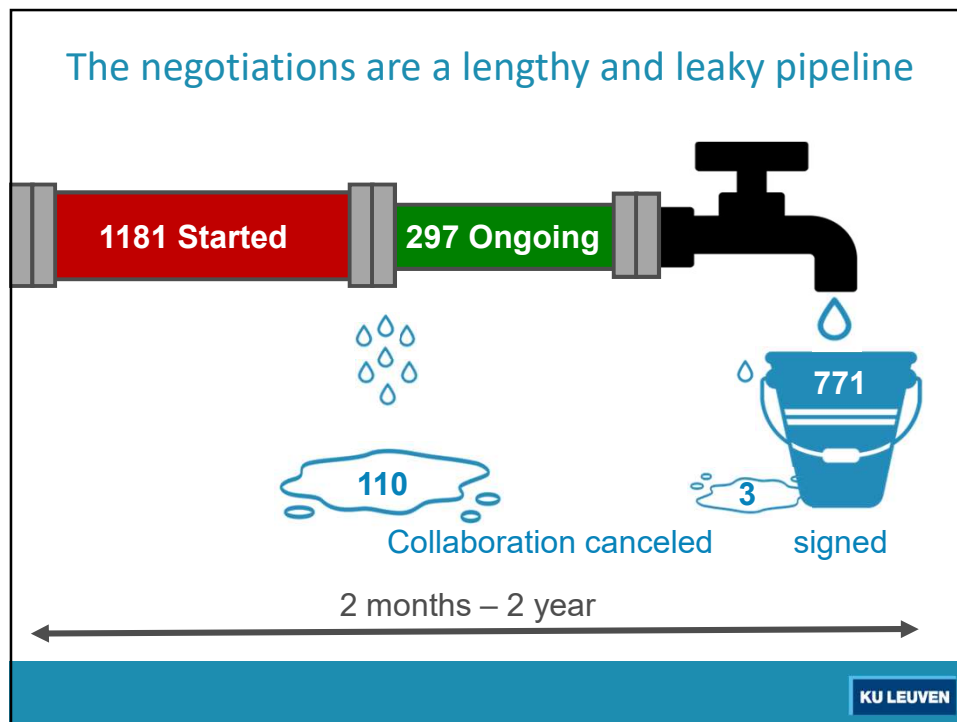 The negotiations are a lengthy and leaky pipeline
1181 Started
297 Ongoing
771
110
3
Collaboration canceled
signed
2 months – 2 year
KU LEUVEN